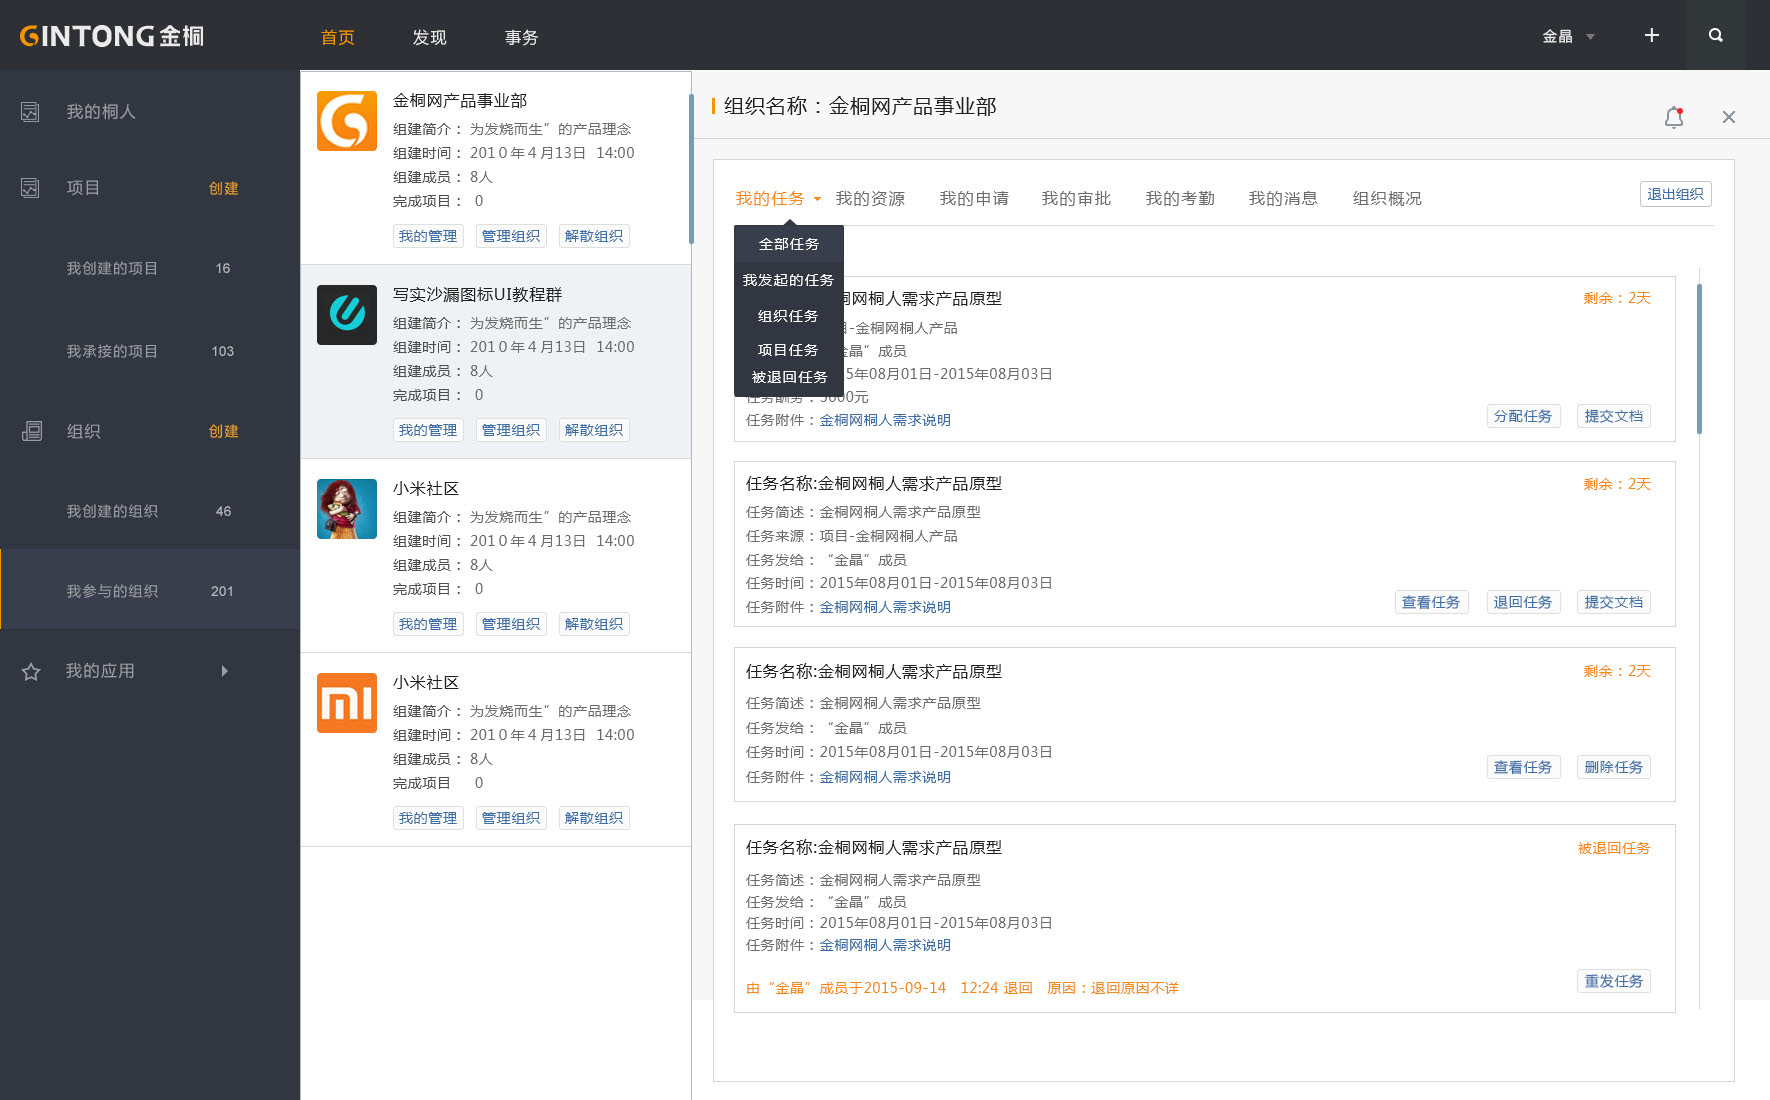 GINTONG金桐
首页
发现
事务
金晶
我的桐人
项目
创建
我创建的项目
16
我承接的项目
103
组织
创建
我创建的组织
46
我参与的组织
201
我的应用
金桐网产品事业部
组建简介： 为发烧而生”的产品理念
组建时间： 2010年4月13日 14:00
组建成员： 8人
完成项目： 0
我的管理
管理组织
解散组织
写实沙漏图标UI教程群
组建简介： 为发烧而生”的产品理念
组建时间： 2010年4月13日 14:00
组建成员： 8人
完成项目： 0
我的管理
管理组织
解散组织
小米社区
组建简介： 为发烧而生”的产品理念
组建时间： 2010年4月13日 14:00
组建成员： 8人
完成项目： 0
我的管理
管理组织
解散组织
mi
小米社区
组建简介： 为发烧而生”的产品理念
组建时间： 2010年4月13日 14:00
组建成员： 8人
完成项目 0
我的管理
管理组织
解散组织
组织名称：金桐网产品事业部
我的任务
我的资源
我的申请
我的审批
我的考勤
我的消息
组织概况
退出组织
全部任务
我发起的任务
组织任务
项目任务
被退回任务
桐网桐人需求产品原型
剩余：2天
目-金桐网桐人产品
金晶”成员
15年08月01日-2015年08月03日
任务酬劳：5000元
任务附件：金桐网桐人需求说明
分配任务
提交文档
任务名称:金桐网桐人需求产品原型
剩余：2天
任务简述：金桐网桐人需求产品原型
任务来源：项目-金桐网桐人产品
任务发给：“金晶”成员
任务时间：2015年08月01日-2015年08月03日
任务附件：金桐网桐人需求说明
查看任务
退回任务
提交文档
任务名称:金桐网桐人需求产品原型
剩余：2天
任务简述：金桐网桐人需求产品原型
任务发给：“金晶”成员
任务时间：2015年08月01日-2015年08月03日
任务附件：金桐网桐人需求说明
查看任务
删除任务
任务名称:金桐网桐人需求产品原型
被退回任务
任务简述：金桐网桐人需求产品原型
任务发给：“金晶”成员
任务时间：2015年08月01日-2015年08月03日
任务附件：金桐网桐人需求说明
由“金晶”成员于2015-09-14 12:24 退回 原因：退回原因不详
重发任务